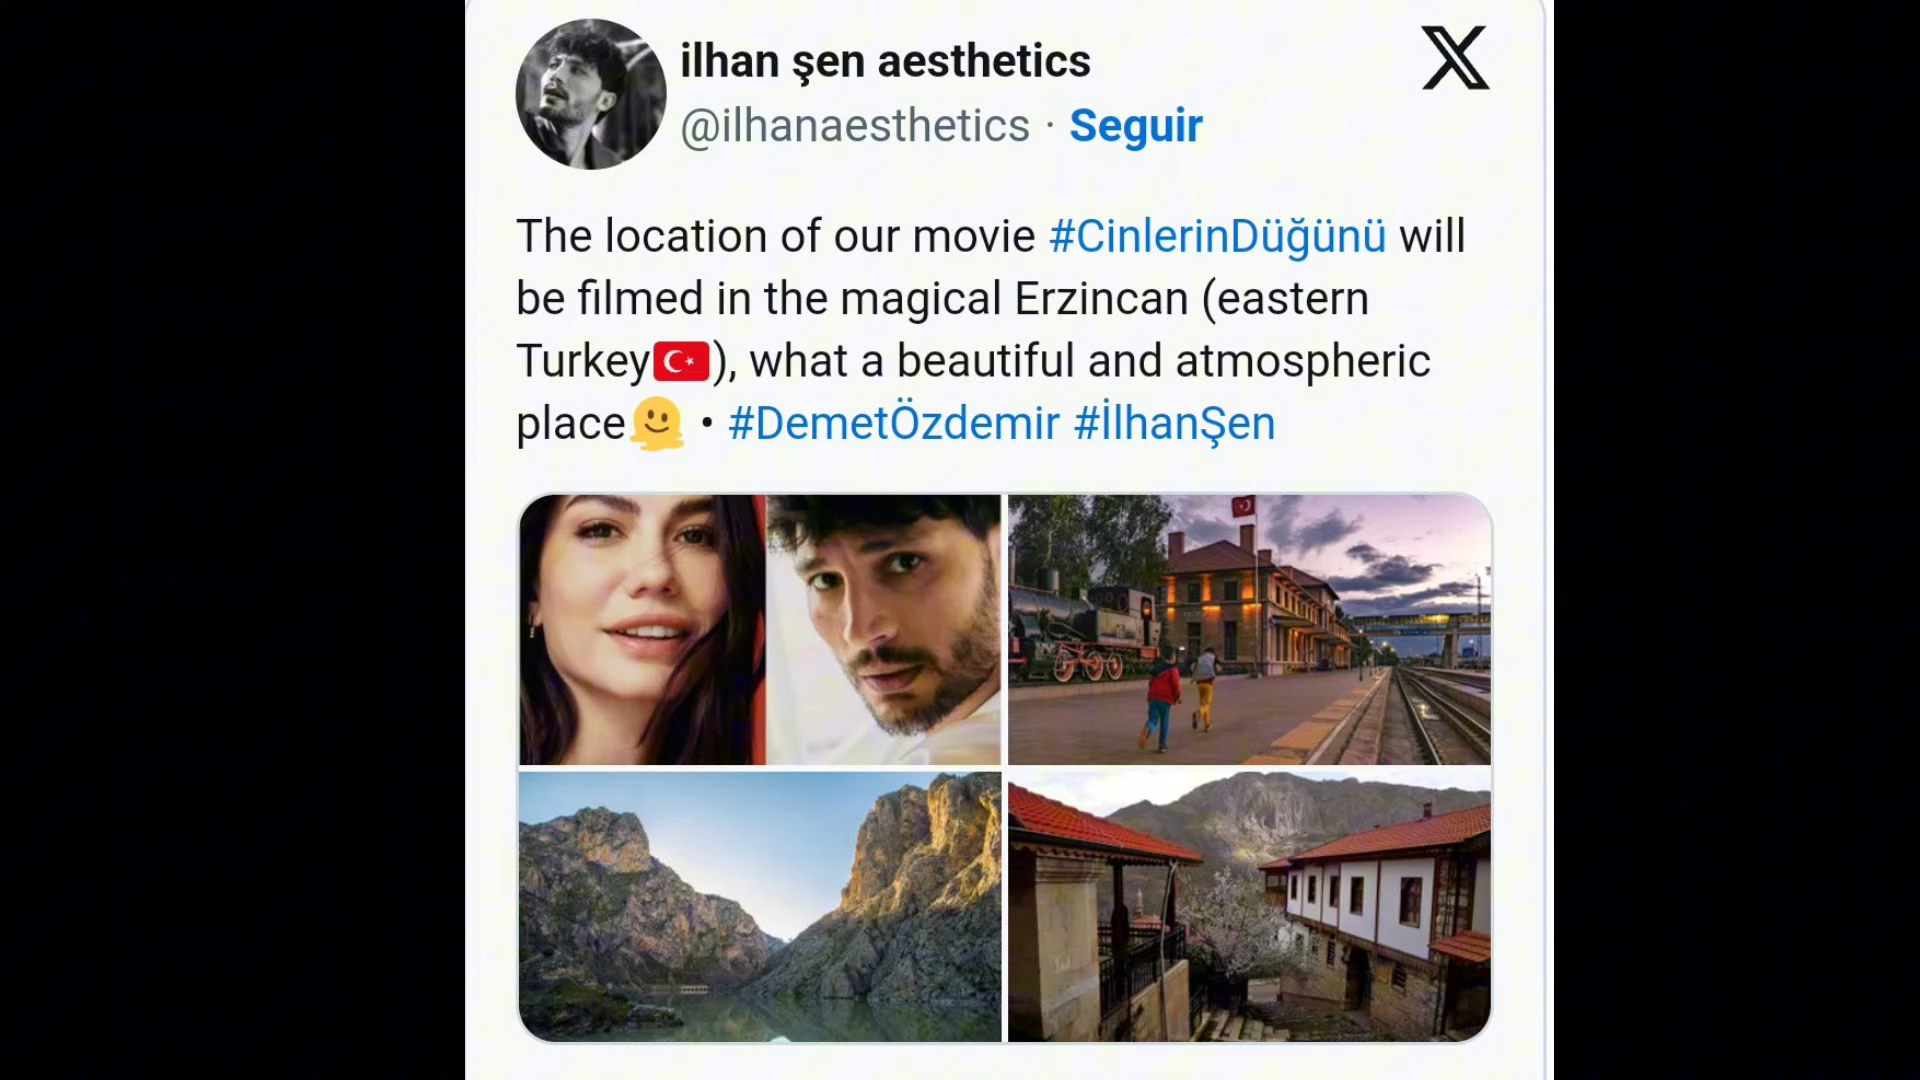 ilhan şen aesthetics
@ilhanaesthetics · Seguir
The location of our movie #CinlerinDüğünü will
be filmed in the magical Erzincan (eastern
Turkey🇹🇷), what a beautiful and atmospheric
place🫠 • #DemetÖzdemir #İlhanŞen